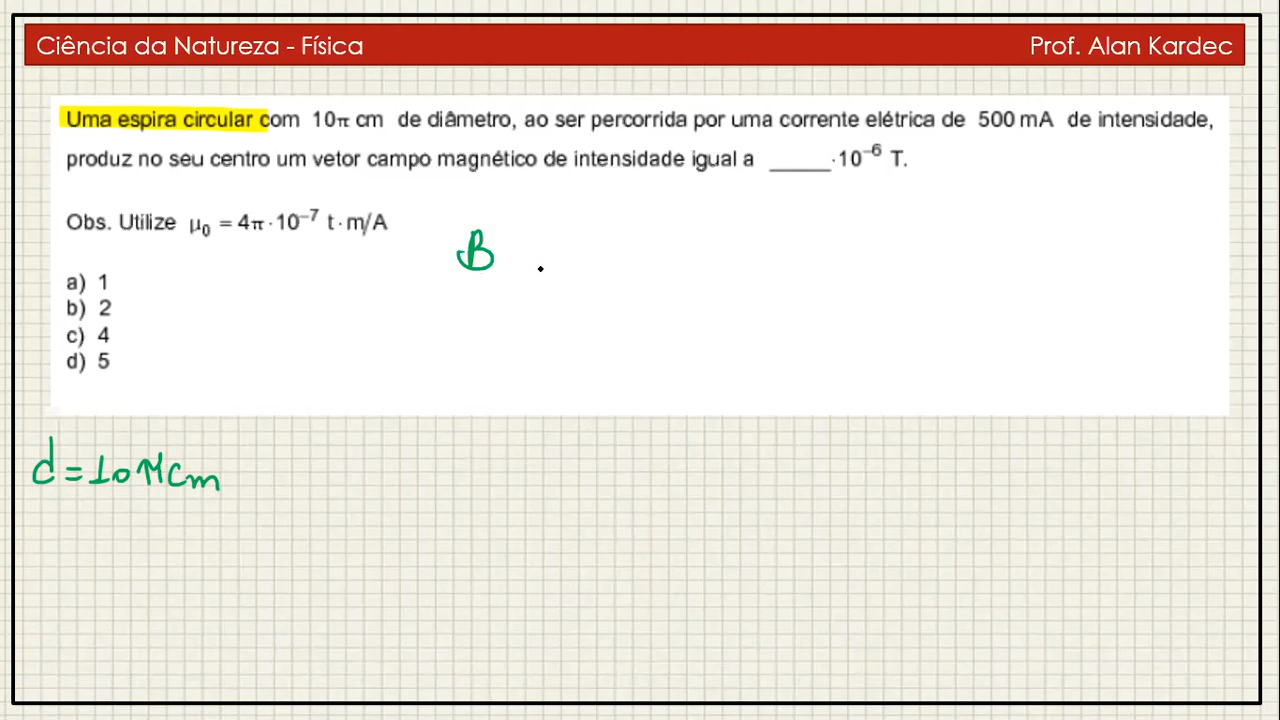 Ciência da Natureza - Física
Prof. Alan Kardec
Uma espira circular com 10π cm de diâmetro, ao ser percorrida por uma corrente elétrica de 500 mA de intensidade,
produz no seu centro um vetor campo magnético de intensidade igual a _____·10⁻⁶ T.
Obs. Utilize μ₀ = 4π·10⁻⁷ t·m/A
B
a) 1
b) 2
c) 4
d) 5
d=10πcm